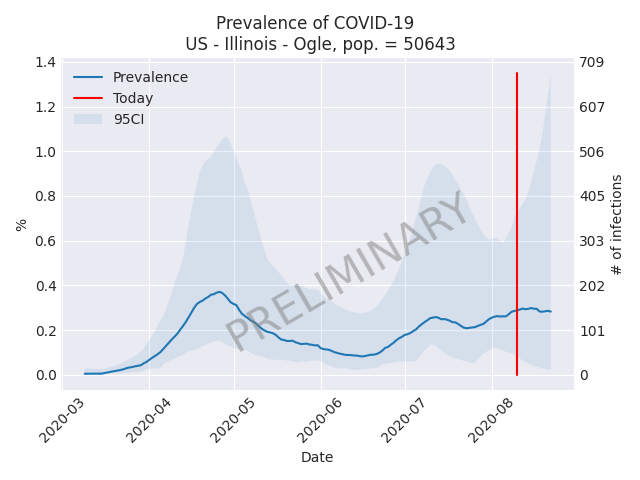 Prevalence of COVID-19
US - Illinois - Ogle, pop. = 50643
Prevalence
Today
95CI
PRELIMINARY
%
1.4
1.2
1.0
0.8
0.6
0.4
0.2
0.0
709
607
506
405
303
202
101
0
# of infections
2020-03
2020-04
2020-05
2020-06
2020-07
2020-08
Date